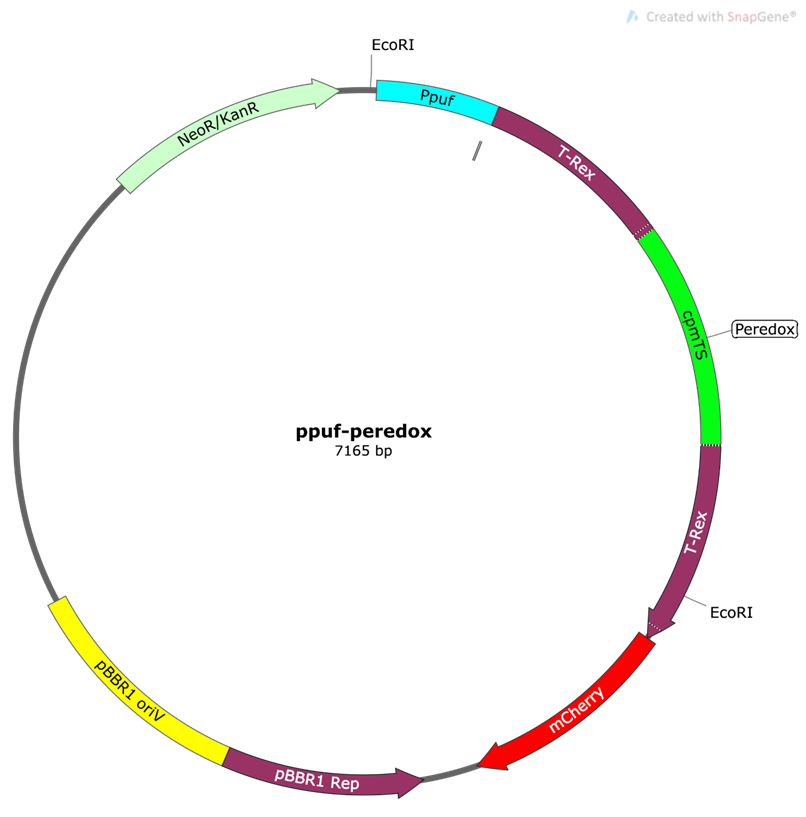 Created with SnapGene®
EcoRI
NeoR/KanR
Ppuf
T-Rex
cpmTS
Peredox
ppuf-peredox
7165 bp
T-Rex
EcoRI
mCherry
pBBR1 oriV
pBBR1 Rep